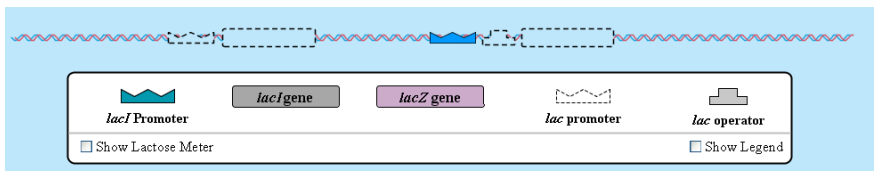 lacI gene
lacZ gene
lacI Promoter
lac promoter
lac operator
Show Lactose Meter
Show Legend